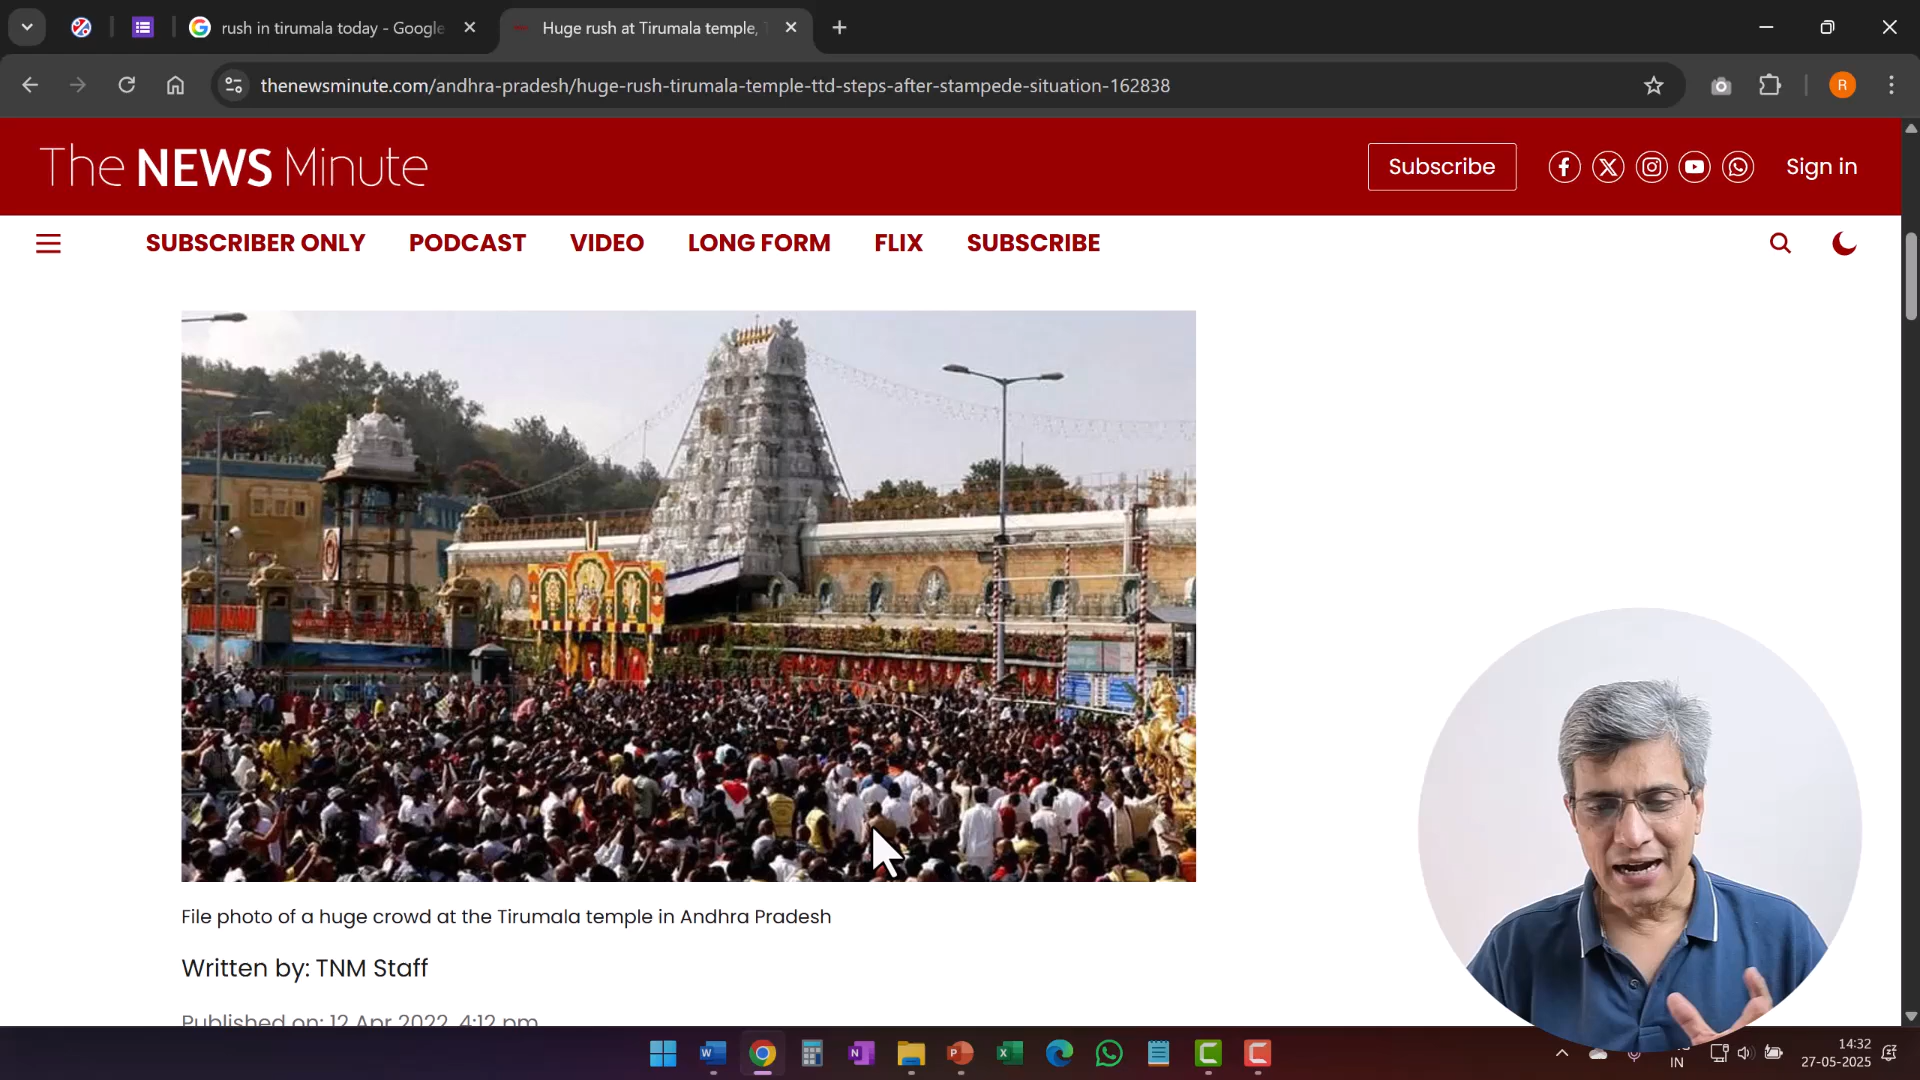 rush in tirumala today - Google
Huge rush at Tirumala temple,
thenewsminute.com/andhra-pradesh/huge-rush-tirumala-temple-ttd-steps-after-stampede-situation-162838
R
The NEWS Minute
Subscribe
Sign in
SUBSCRIBER ONLY
PODCAST
VIDEO
LONG FORM
FLIX
SUBSCRIBE
File photo of a huge crowd at the Tirumala temple in Andhra Pradesh
Written by: TNM Staff
Published on: 12 Apr 2022, 4:12 pm
IN
14:32
27-05-2025